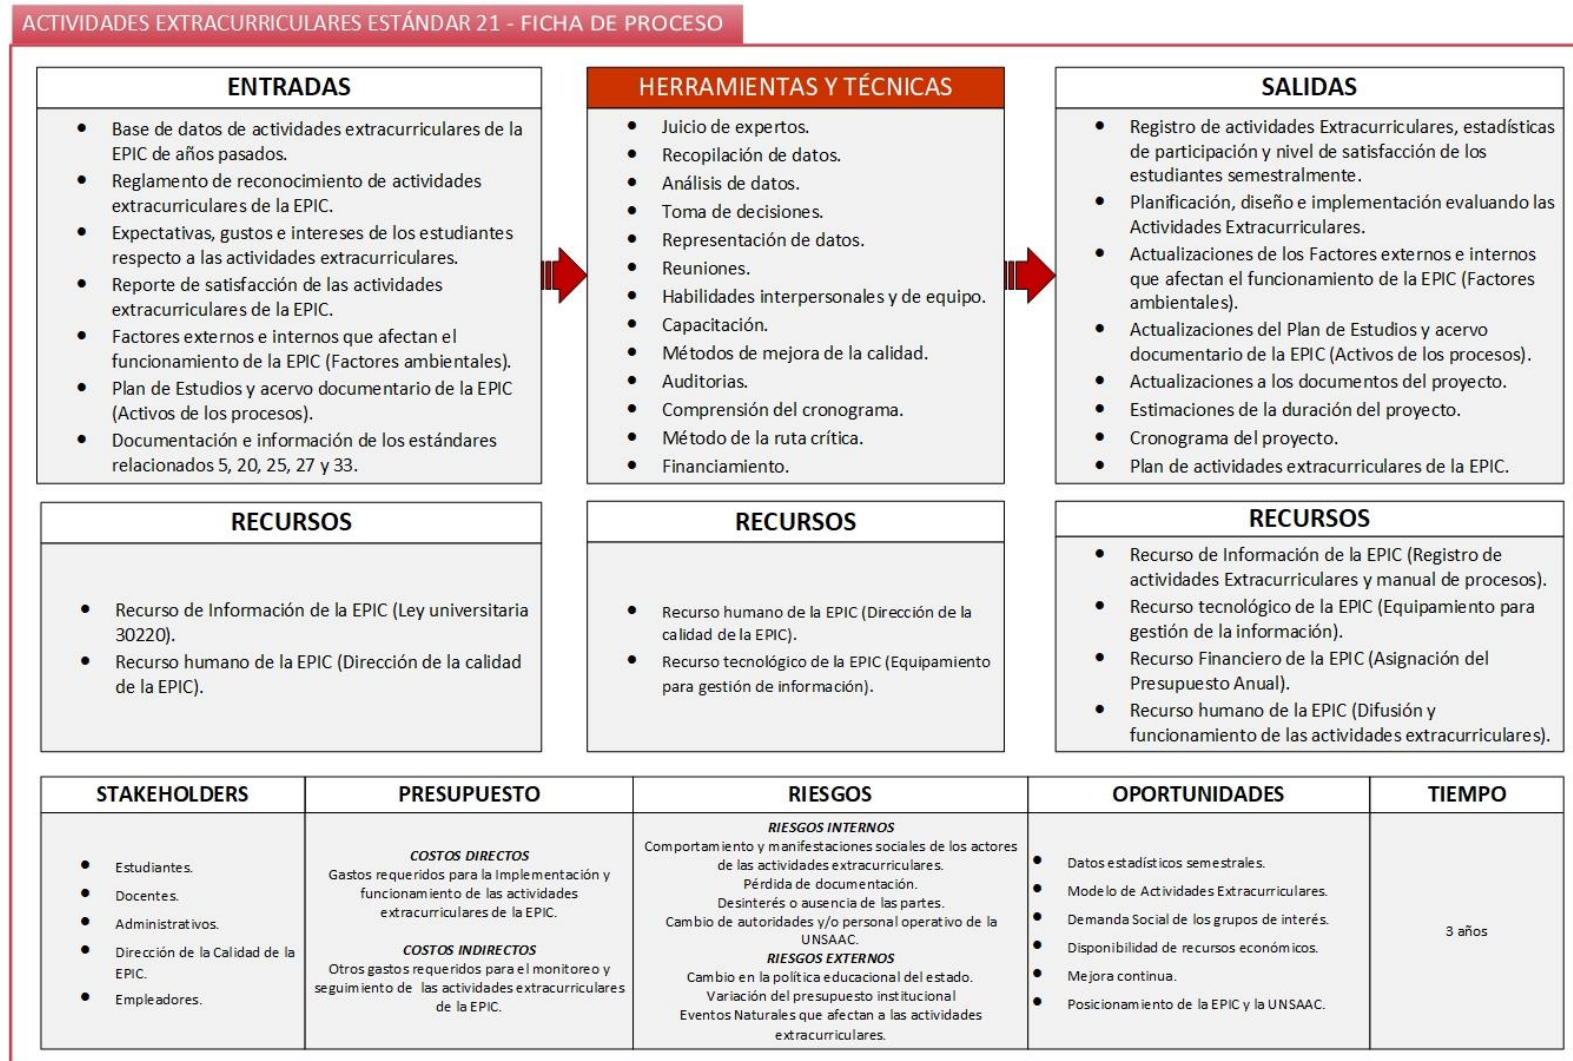 ACTIVIDADES EXTRACURRICULARES ESTÁNDAR 21 - FICHA DE PROCESO
ENTRADAS
• Base de datos de actividades extracurriculares de la
EPIC de años pasados.
• Reglamento de reconocimiento de actividades
extracurriculares de la EPIC.
• Expectativas, gustos e intereses de los estudiantes
respecto a las actividades extracurriculares.
• Reporte de satisfacción de las actividades
extracurriculares de la EPIC.
• Factores externos e internos que afectan el
funcionamiento de la EPIC (Factores ambientales).
• Plan de Estudios y acervo documentario de la EPIC
(Activos de los procesos).
• Documentación e información de los estándares
relacionados 5, 20, 25, 27 y 33.
HERRAMIENTAS Y TÉCNICAS
• Juicio de expertos.
• Recopilación de datos.
• Análisis de datos.
• Toma de decisiones.
• Representación de datos.
• Reuniones.
• Habilidades interpersonales y de equipo.
• Capacitación.
• Métodos de mejora de la calidad.
• Auditorias.
• Comprensión del cronograma.
• Método de la ruta crítica.
• Financiamiento.
SALIDAS
• Registro de actividades Extracurriculares, estadísticas
de participación y nivel de satisfacción de los
estudiantes semestralmente.
• Planificación, diseño e implementación evaluando las
Actividades Extracurriculares.
• Actualizaciones de los Factores externos e internos
que afectan el funcionamiento de la EPIC (Factores
ambientales).
• Actualizaciones del Plan de Estudios y acervo
documentario de la EPIC (Activos de los procesos).
• Actualizaciones a los documentos del proyecto.
• Estimaciones de la duración del proyecto.
• Cronograma del proyecto.
• Plan de actividades extracurriculares de la EPIC.
RECURSOS
• Recurso de Información de la EPIC (Ley universitaria
30220).
• Recurso humano de la EPIC (Dirección de la calidad
de la EPIC).
RECURSOS
• Recurso humano de la EPIC (Dirección de la
calidad de la EPIC).
• Recurso tecnológico de la EPIC (Equipamiento
para gestión de información).
RECURSOS
• Recurso de Información de la EPIC (Registro de
actividades Extracurriculares y manual de procesos).
• Recurso tecnológico de la EPIC (Equipamiento para
gestión de la información).
• Recurso Financiero de la EPIC (Asignación del
Presupuesto Anual).
• Recurso humano de la EPIC (Difusión y
funcionamiento de las actividades extracurriculares).
STAKEHOLDERS
• Estudiantes.
• Docentes.
• Administrativos.
• Dirección de la Calidad de la
EPIC.
• Empleadores.
PRESUPUESTO
COSTOS DIRECTOS
Gastos requeridos para la Implementación y
funcionamiento de las actividades
extracurriculares de la EPIC.
COSTOS INDIRECTOS
Otros gastos requeridos para el monitoreo y
seguimiento de las actividades extracurriculares
de la EPIC.
RIESGOS
RIESGOS INTERNOS
Comportamiento y manifestaciones sociales de los actores
de las actividades extracurriculares.
Pérdida de documentación.
Desinterés o ausencia de las partes.
Cambio de autoridades y/o personal operativo de la
UNSAAC.
RIESGOS EXTERNOS
Cambio en la política educacional del estado.
Variación del presupuesto institucional
Eventos Naturales que afectan a las actividades
extracurriculares.
OPORTUNIDADES
• Datos estadísticos semestrales.
• Modelo de Actividades Extracurriculares.
• Demanda Social de los grupos de interés.
• Disponibilidad de recursos económicos.
• Mejora continua.
• Posicionamiento de la EPIC y la UNSAAC.
TIEMPO
3 años